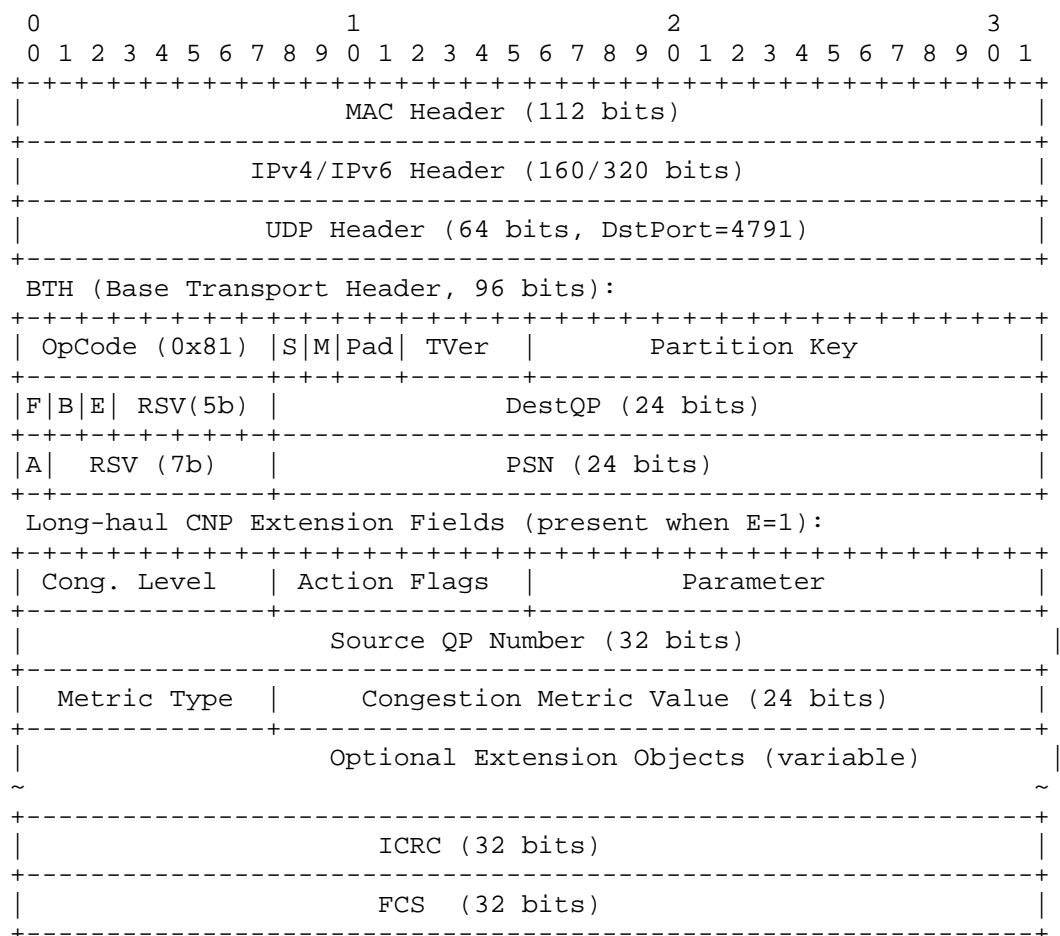 0                   1                   2                   3
 0 1 2 3 4 5 6 7 8 9 0 1 2 3 4 5 6 7 8 9 0 1 2 3 4 5 6 7 8 9 0 1
+-+-+-+-+-+-+-+-+-+-+-+-+-+-+-+-+-+-+-+-+-+-+-+-+-+-+-+-+-+-+-+-+
|                    MAC Header (112 bits)                      |
+---------------------------------------------------------------+
|              IPv4/IPv6 Header (160/320 bits)                  |
+---------------------------------------------------------------+
|               UDP Header (64 bits, DstPort=4791)              |
+---------------------------------------------------------------+
 BTH (Base Transport Header, 96 bits):
+-+-+-+-+-+-+-+-+-+-+-+-+-+-+-+-+-+-+-+-+-+-+-+-+-+-+-+-+-+-+-+-+
| OpCode (0x81) |S|M|Pad| TVer  |       Partition Key           |
+---------------+-+-+---+-------+-------------------------------+
|F|B|E| RSV(5b) |              DestQP (24 bits)                 |
+-+-+-+-+-+-+-+-+-----------------------------------------------+
|A|  RSV (7b)   |              PSN (24 bits)                    |
+-+-------------+-----------------------------------------------+
 Long-haul CNP Extension Fields (present when E=1):
+-+-+-+-+-+-+-+-+-+-+-+-+-+-+-+-+-+-+-+-+-+-+-+-+-+-+-+-+-+-+-+-+
| Cong. Level   | Action Flags  |         Parameter             |
+---------------+---------------+-------------------------------+
|                   Source QP Number (32 bits)                   |
+---------------------------------------------------------------+
|  Metric Type  |     Congestion Metric Value (24 bits)         |
+---------------+-----------------------------------------------+
|                   Optional Extension Objects (variable)        |
~                                                               ~
+---------------------------------------------------------------+
|                      ICRC (32 bits)                           |
+---------------------------------------------------------------+
|                      FCS  (32 bits)                           |
+---------------------------------------------------------------+